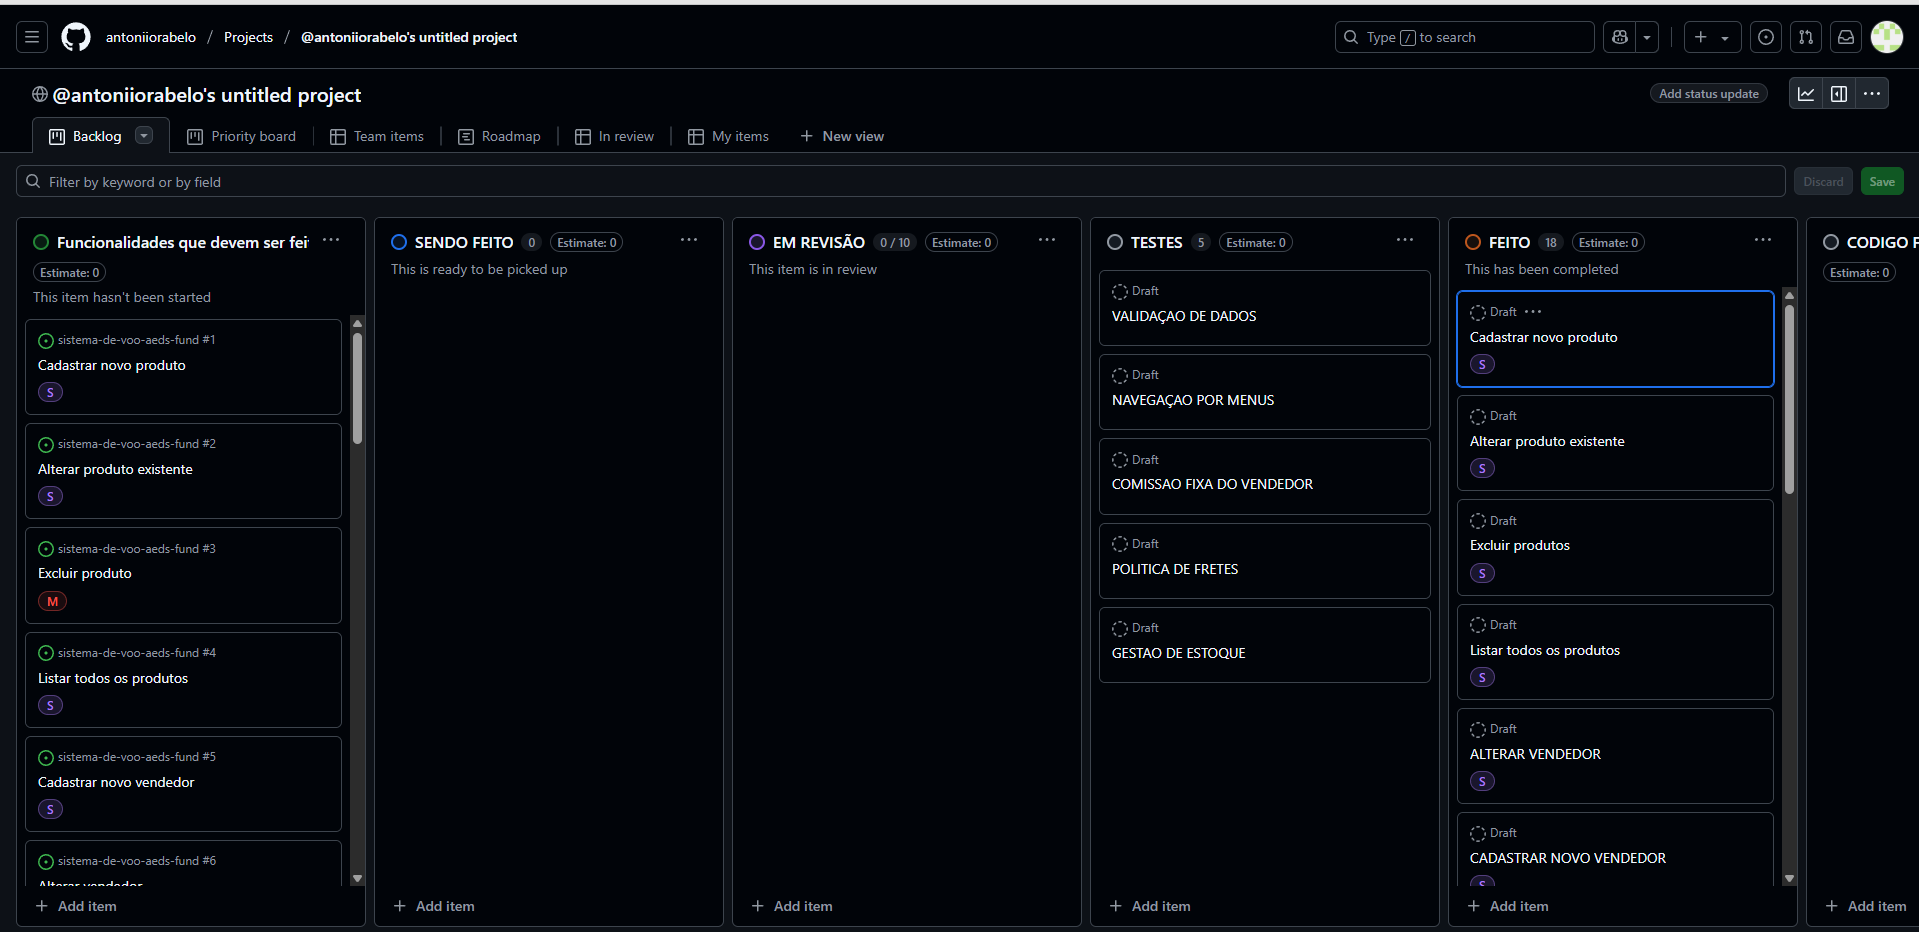 antoniiorabelo / Projects / @antoniiorabelo's untitled project
Type / to search
@antoniiorabelo's untitled project
Add status update
Backlog
Priority board
Team items
Roadmap
In review
My items
New view
Filter by keyword or by field
Discard
Save
Funcionalidades que devem ser fei
Estimate: 0
This item hasn't been started
sistema-de-voo-aeds-fund #1
Cadastrar novo produto
S
sistema-de-voo-aeds-fund #2
Alterar produto existente
S
sistema-de-voo-aeds-fund #3
Excluir produto
M
sistema-de-voo-aeds-fund #4
Listar todos os produtos
S
sistema-de-voo-aeds-fund #5
Cadastrar novo vendedor
S
sistema-de-voo-aeds-fund #6
Alterar vendedor
Add item
SENDO FEITO 0 Estimate: 0
This is ready to be picked up
Add item
EM REVISÃO 0 / 10 Estimate: 0
This item is in review
Add item
TESTES 5 Estimate: 0
Draft
VALIDAÇAO DE DADOS
Draft
NAVEGAÇAO POR MENUS
Draft
COMISSAO FIXA DO VENDEDOR
Draft
POLITICA DE FRETES
Draft
GESTAO DE ESTOQUE
Add item
FEITO 18 Estimate: 0
This has been completed
Draft
Cadastrar novo produto
S
Draft
Alterar produto existente
S
Draft
Excluir produtos
S
Draft
Listar todos os produtos
S
Draft
ALTERAR VENDEDOR
S
Draft
CADASTRAR NOVO VENDEDOR
S
Add item
CODIGO F
Estimate: 0
Add item